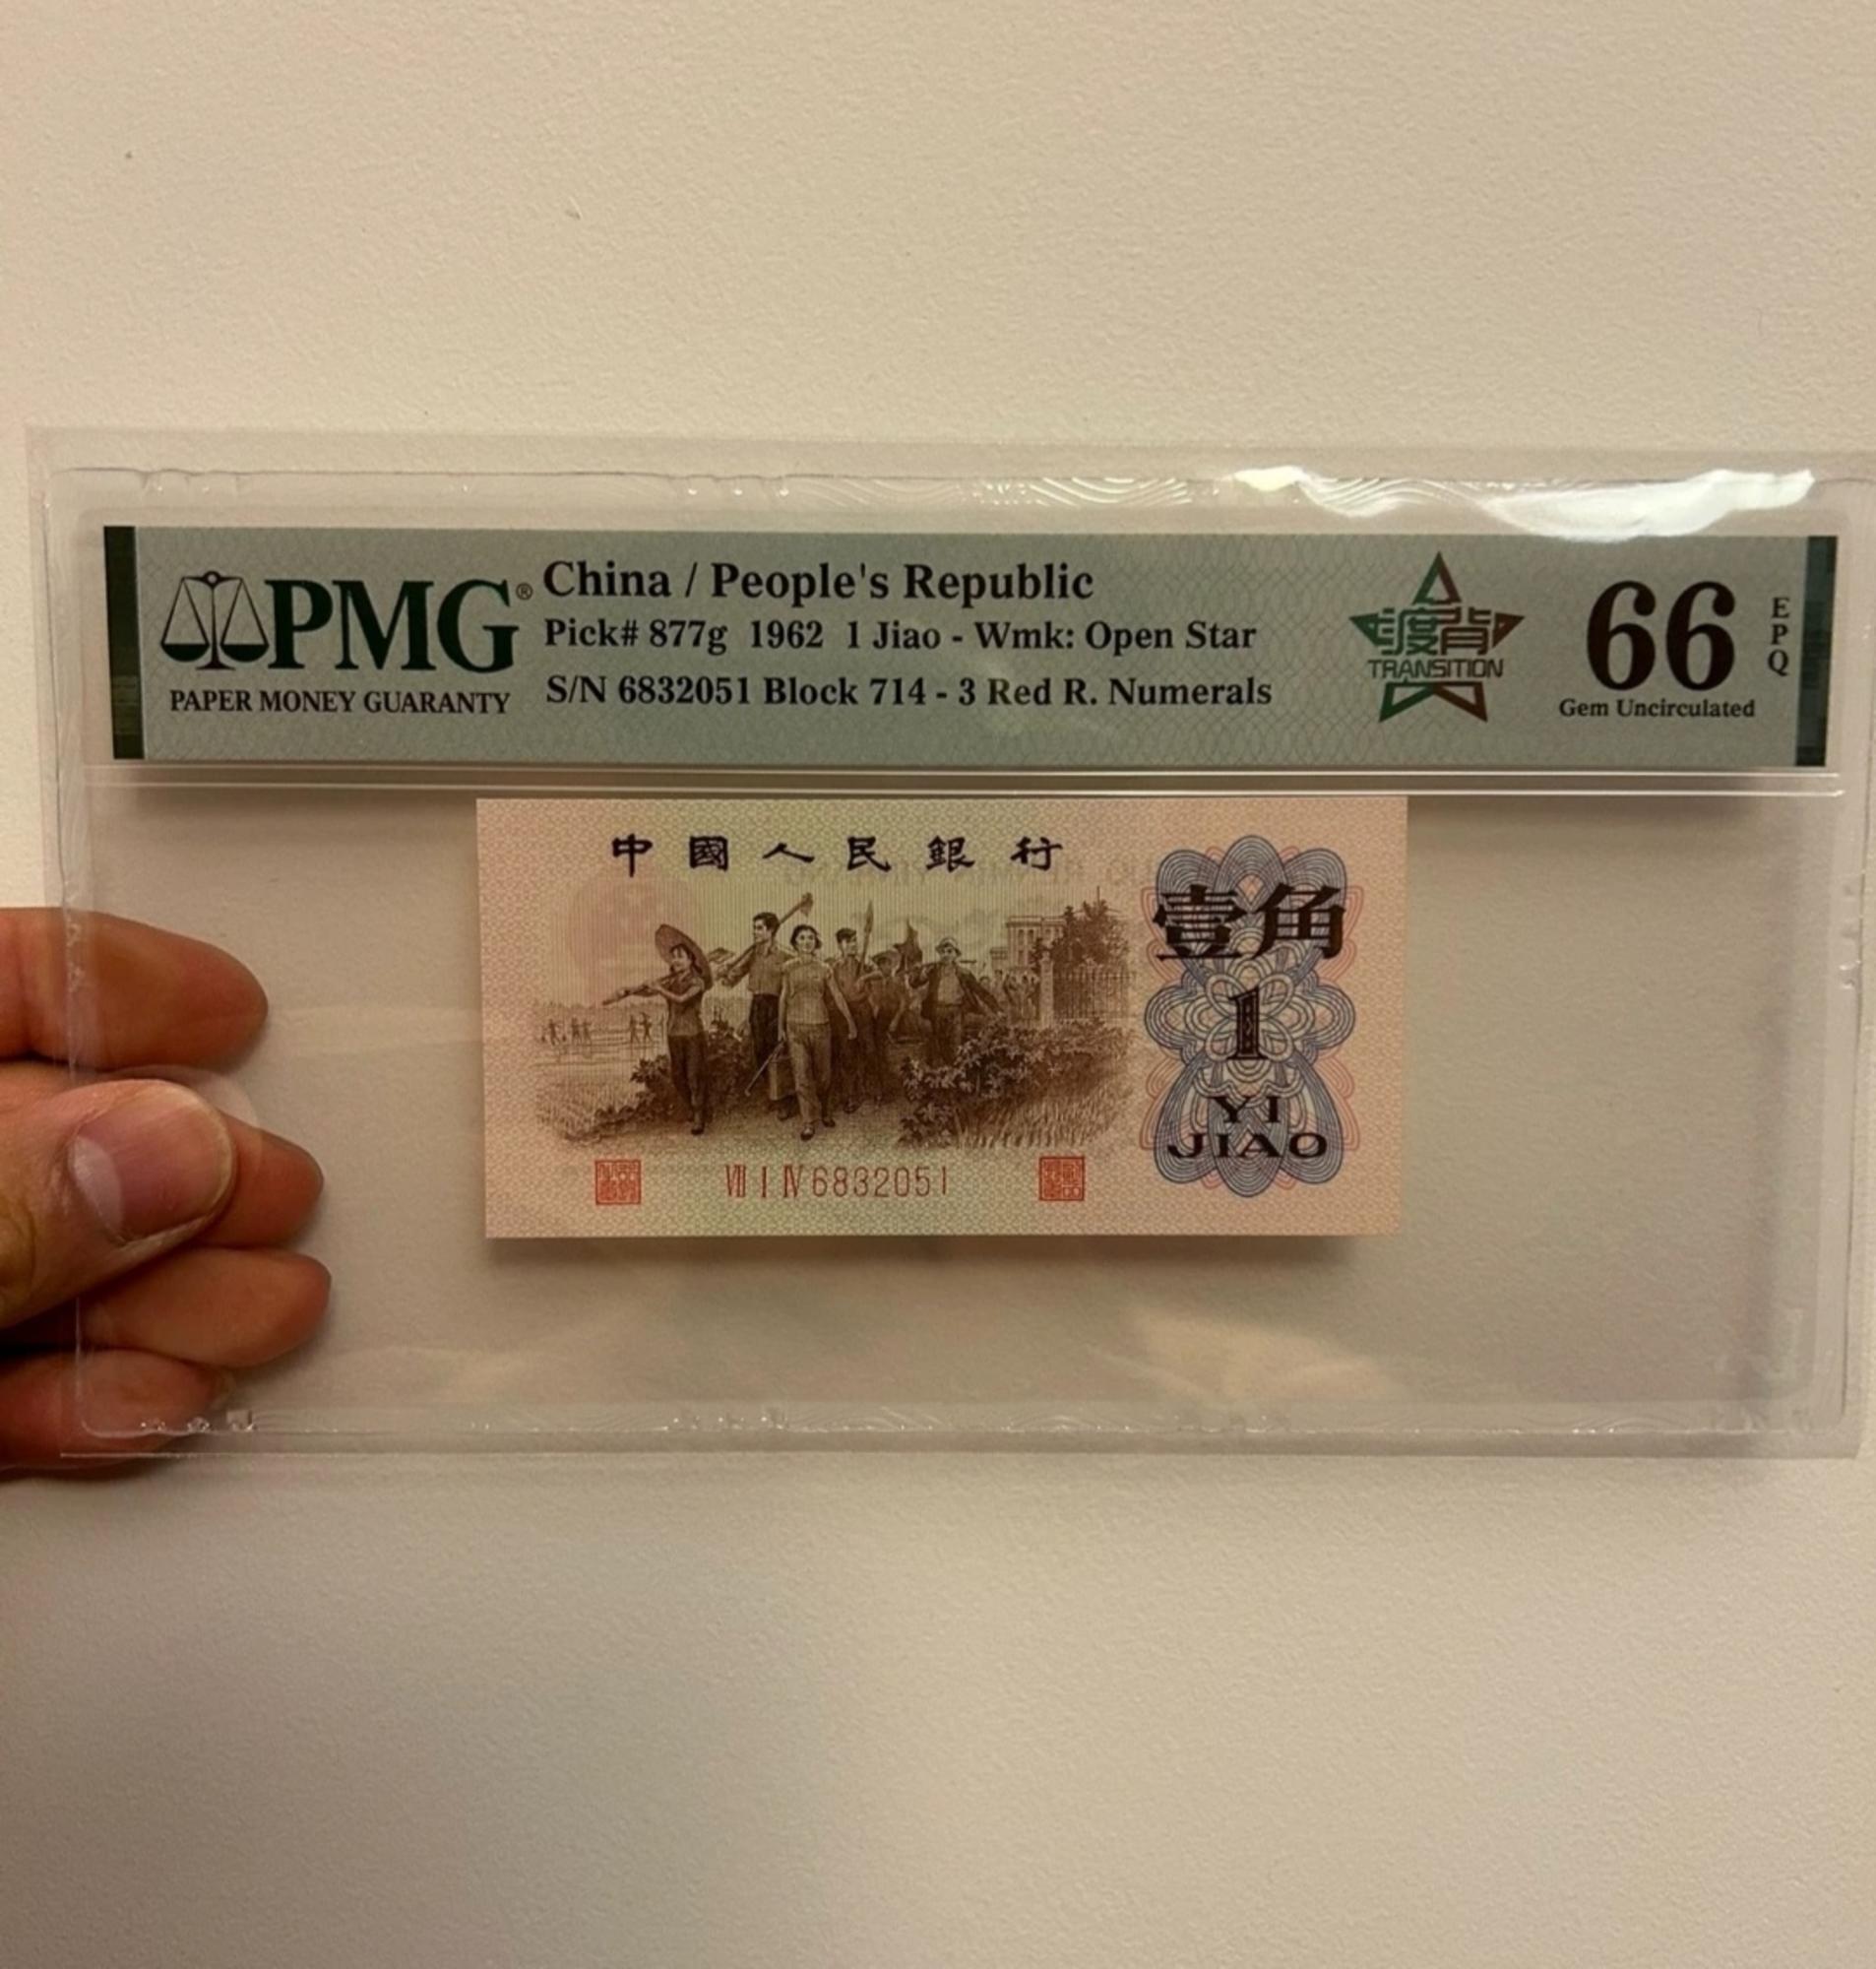 PMG®
PAPER MONEY GUARANTY
China / People's Republic
Pick# 877g 1962 1 Jiao - Wmk: Open Star
S/N 6832051 Block 714 - 3 Red R. Numerals
渡背
TRANSITION
66
EPQ
Gem Uncirculated
中國人民銀行
壹角
1
YI
JIAO
Ⅶ Ⅰ Ⅳ 6832051